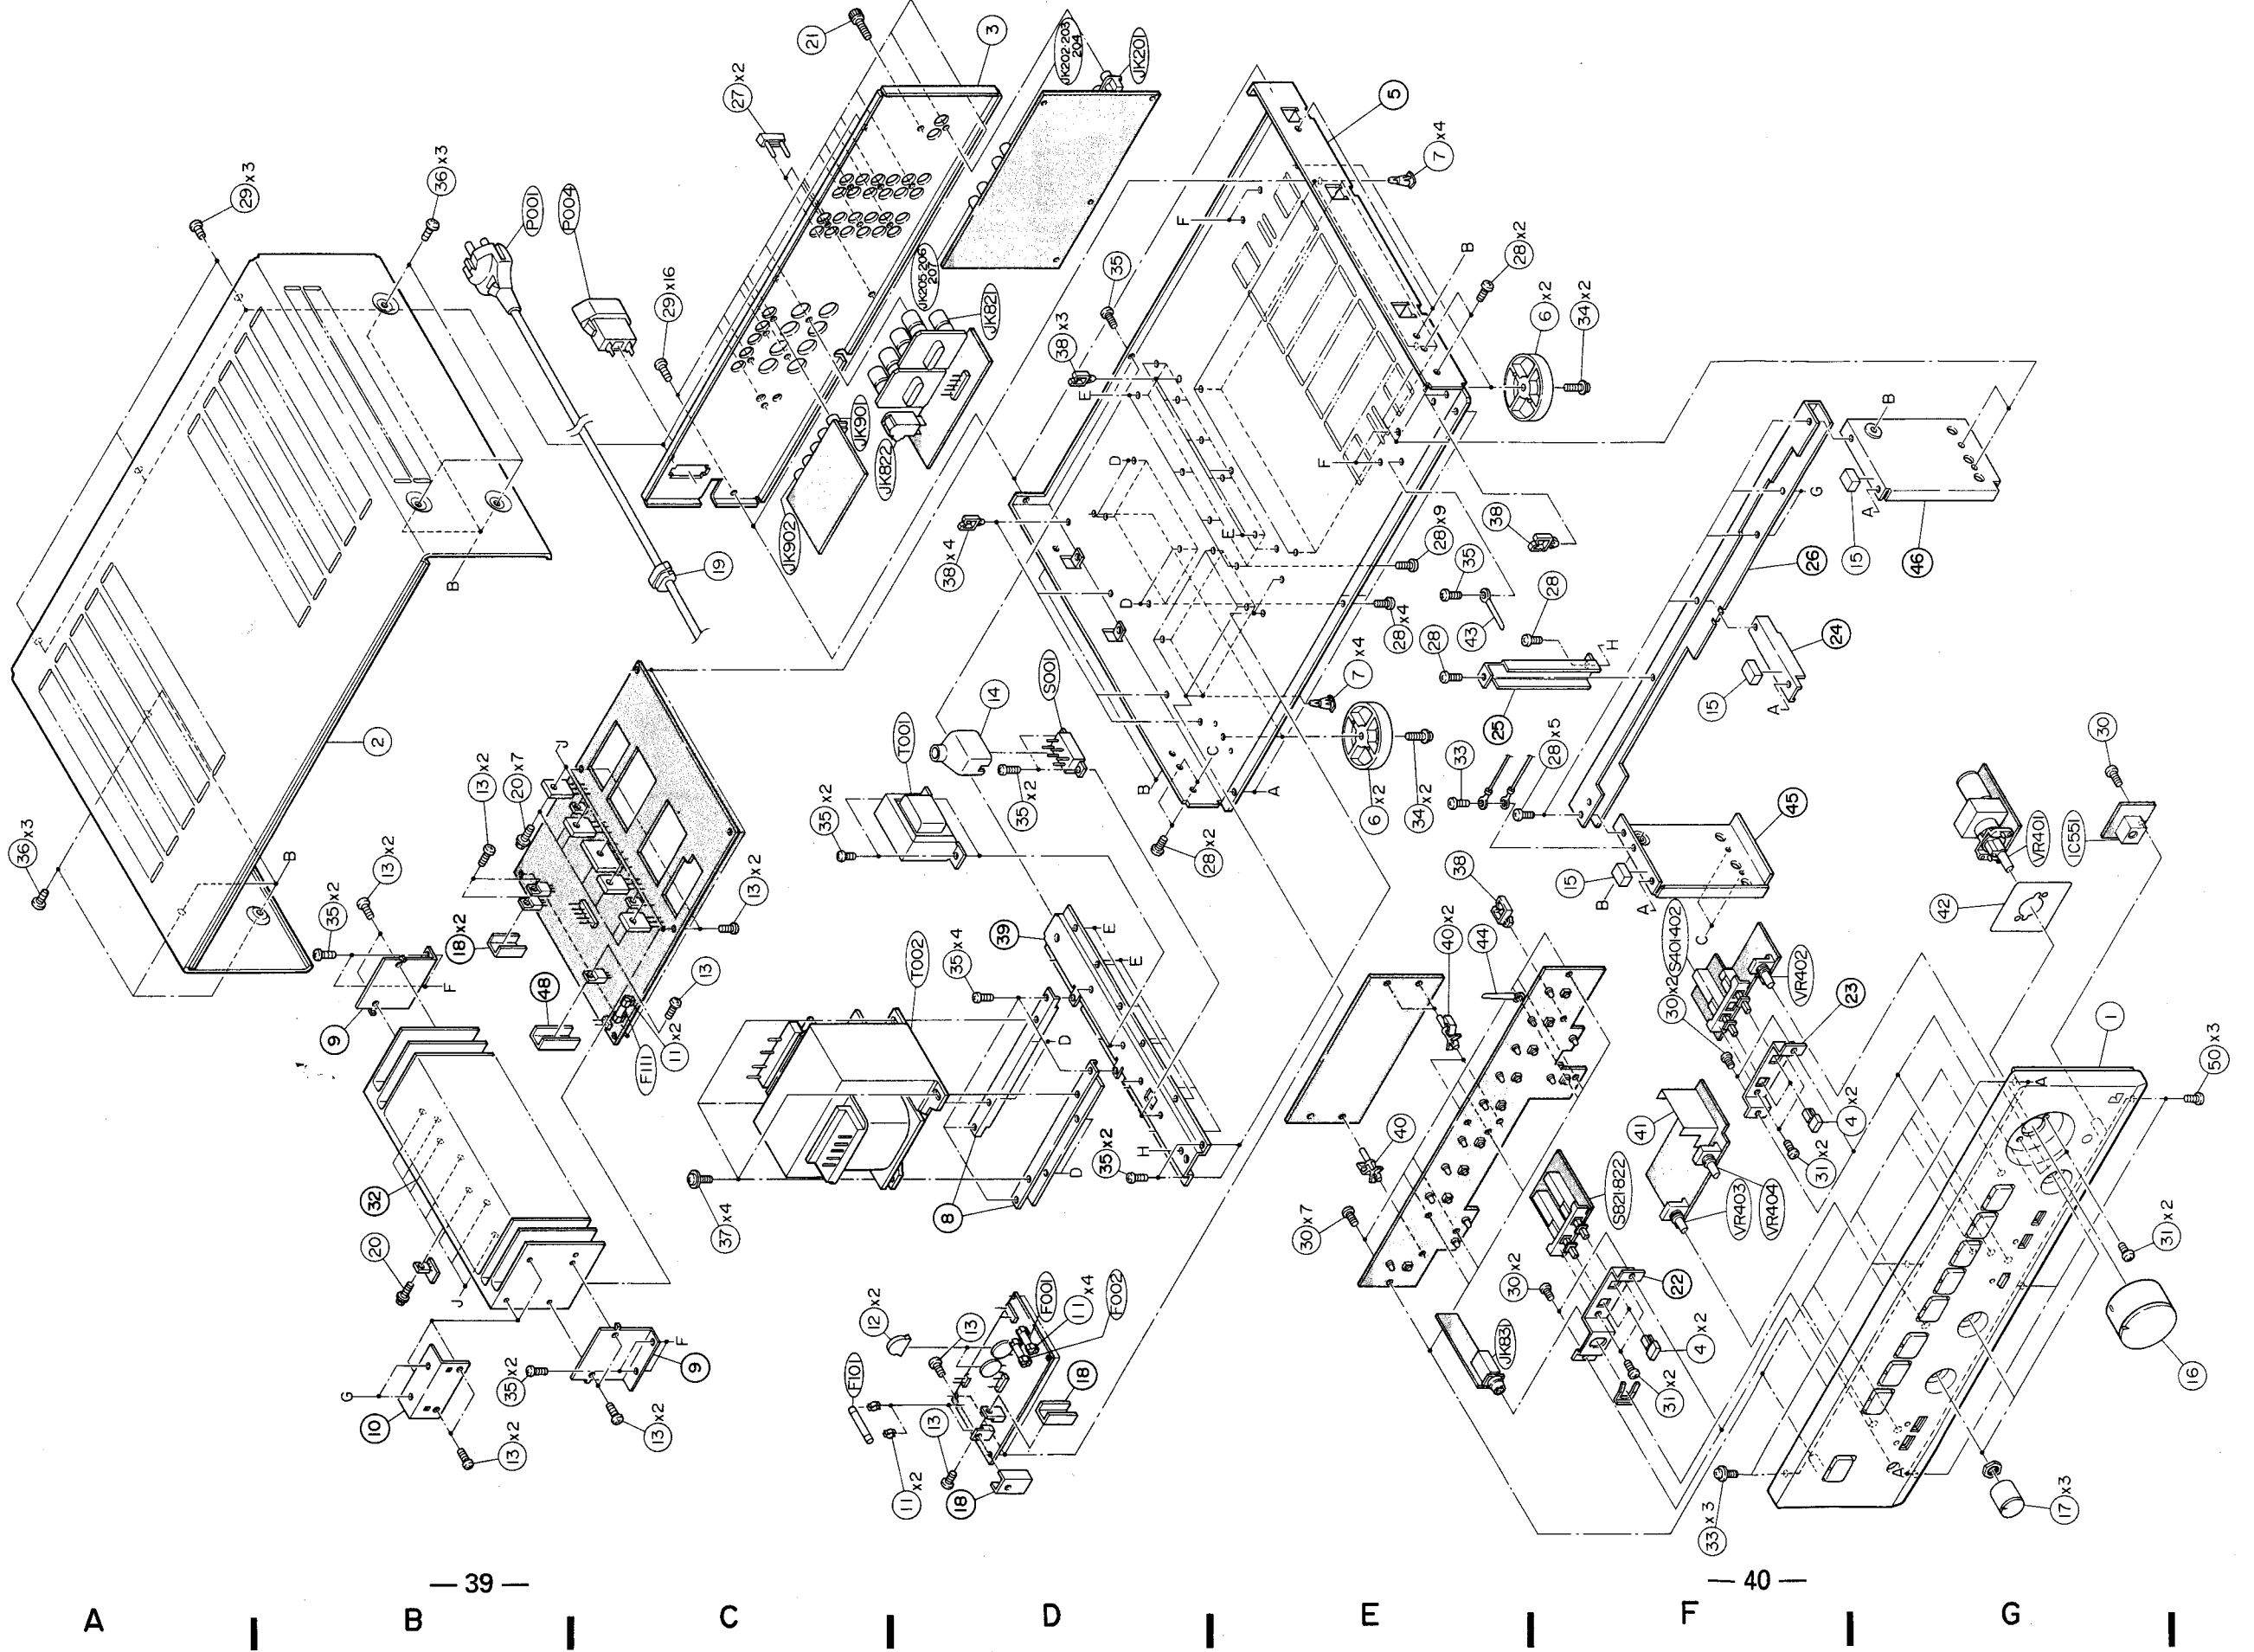 36 x3
29 x3
36 x3
B
B
2
P001
P004
21
3
27 x2
29 x16
JK202·203
204
JK201
JK205·206
207
JK821
JK822
JK901
JK902
19
35 x2
13 x2
9
F
18 x2
13 x2
20 x7
J
48
F111
11 x2
13
13 x2
32
20
J
G
10
13 x2
35 x2
9
F
13 x2
37 x4
T002
35 x4
39
E
E
D
D
8
H
35 x2
35 x2
T001
14
S001
35 x2
38 x4
38 x3
35
F
5
7 x4
B
28 x2
6 x2
34 x2
E
D
D
E
F
28 x9
28 x4
35
43
38
B
C
A
28 x2
7 x4
6 x2
34 x2
28
28
H
25
33
28 x5
26
G
24
15
A
15
A
B
46
15
B
A
C
45
F101
11 x2
13
18
12 x2
13
F001
11 x4
F002
18
30 x7
40
38
40 x2
44
S821·822
30 x2
22
JK831
4 x2
31 x2
41
VR403
VR404
30 x2
S401·402
VR402
23
4 x2
31 x2
42
VR401
IC551
30
1
50 x3
A
A
31 x2
16
17 x3
33 x3
— 39 —
— 40 —
A B C D E F G